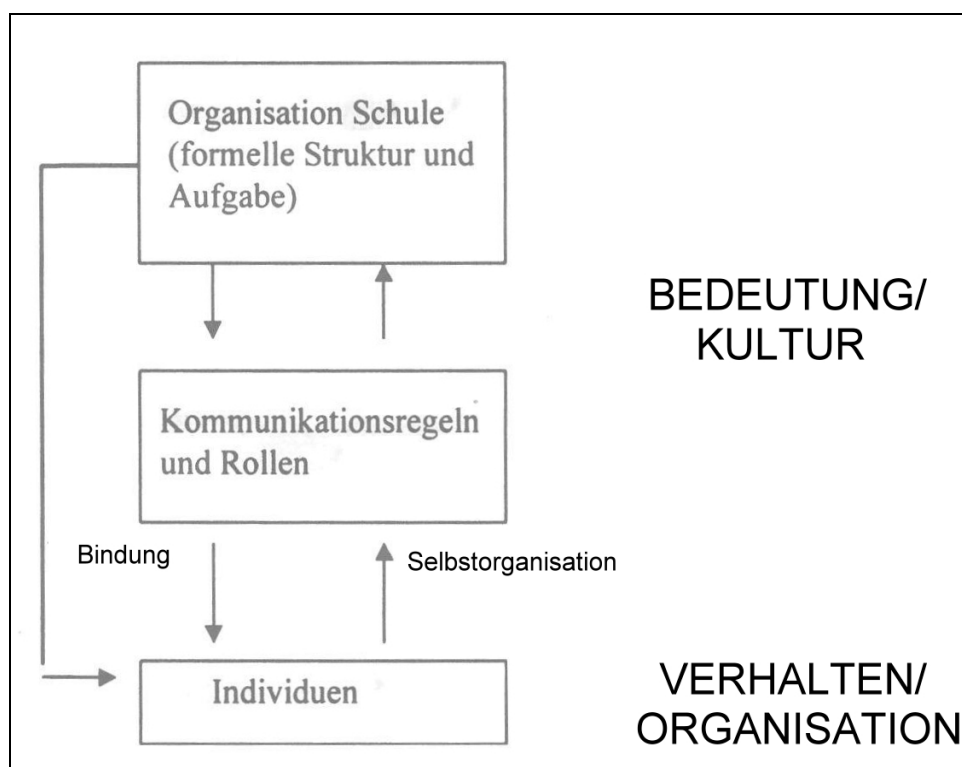 Organisation Schule
(formelle Struktur und
Aufgabe)
BEDEUTUNG/
KULTUR
Kommunikationsregeln
und Rollen
Bindung
Selbstorganisation
Individuen
VERHALTEN/
ORGANISATION